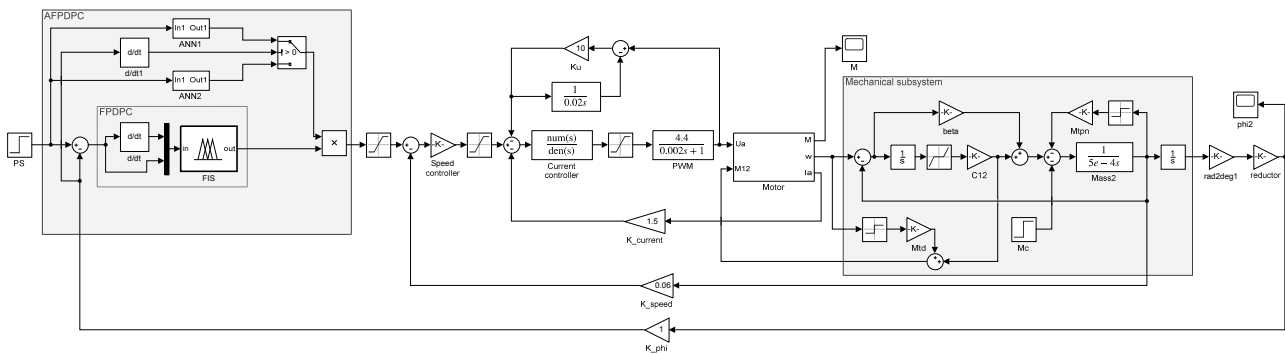 AFPDPC
In1 Out1
ANN1
d/dt
d/dt1
> 0
In1 Out1
ANN2
FPDPC
d/dt
d/dt
in
out
FIS
PS
×
-K-
Speed
controller
10
Ku
1
0.02s
num(s)
den(s)
Current
controller
4.4
0.002s + 1
PWM
Ua
M12
M
w
Ia
Motor
M
1.5
K_current
0.06
K_speed
1
K_phi
Mechanical subsystem
-K-
beta
1
s
-K-
C12
-K-
Mtpn
1
5e − 4s
Mass2
1
s
-K-
Mtd
Mc
-K-
rad2deg1
-K-
reductor
phi2